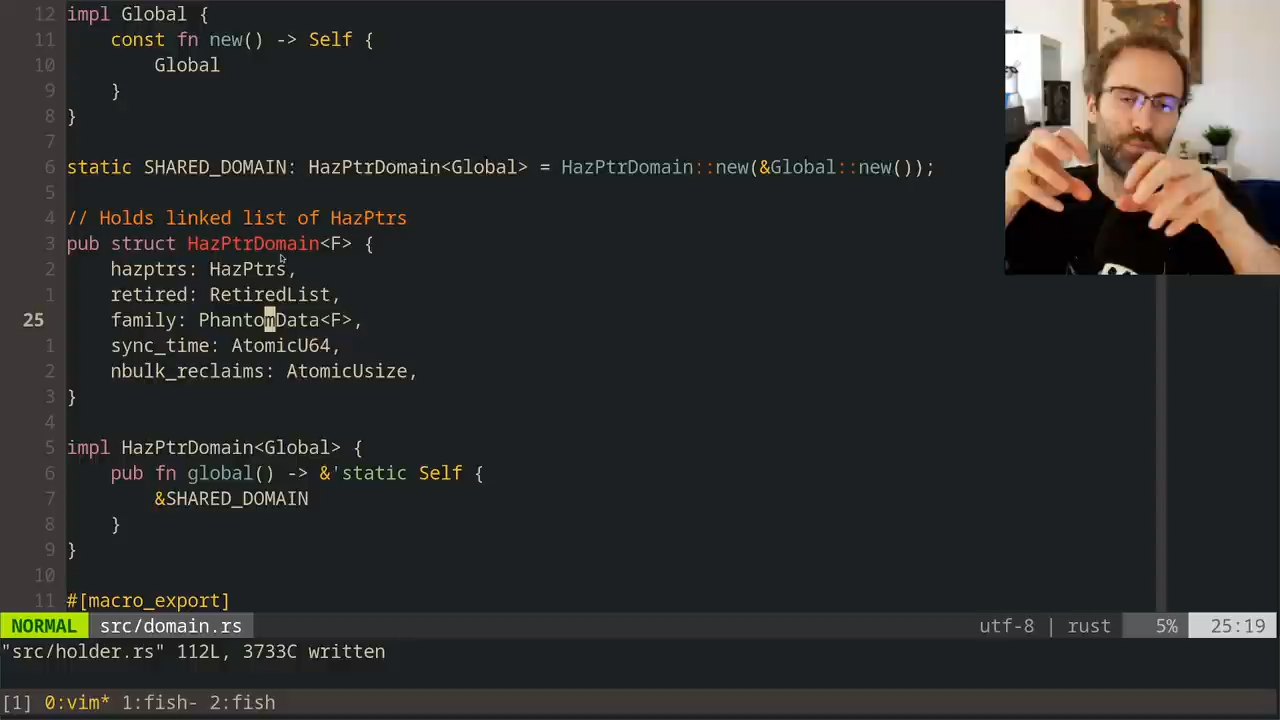 12 impl Global {
11     const fn new() -> Self {
10         Global
9     }
8 }
7
6 static SHARED_DOMAIN: HazPtrDomain<Global> = HazPtrDomain::new(&Global::new());
5
4 // Holds linked list of HazPtrs
3 pub struct HazPtrDomain<F> {
2     hazptrs: HazPtrs,
1     retired: RetiredList,
25     family: PhantomData<F>,
1     sync_time: AtomicU64,
2     nbulk_reclaims: AtomicUsize,
3 }
4
5 impl HazPtrDomain<Global> {
6     pub fn global() -> &'static Self {
7         &SHARED_DOMAIN
8     }
9 }
10
11 #[macro_export]
NORMAL src/domain.rs utf-8 | rust 5% 25:19
"src/holder.rs" 112L, 3733C written
[1] 0:vim* 1:fish- 2:fish